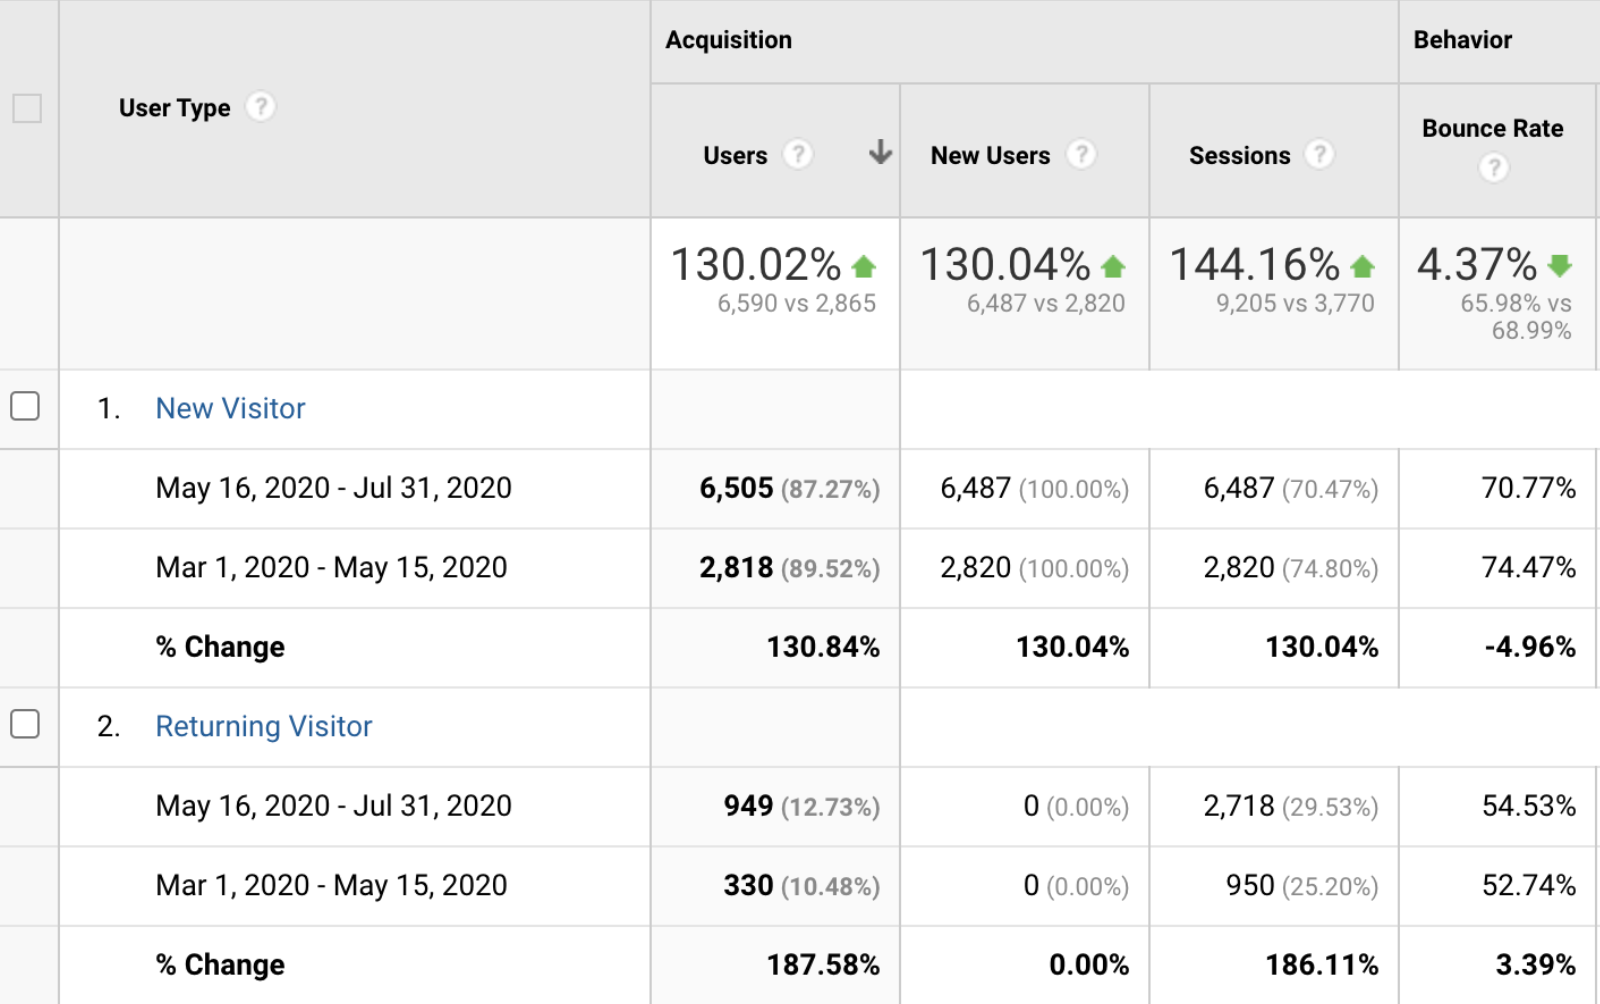 Acquisition Behavior
User Type ?
Users ? New Users ? Sessions ? Bounce Rate ?
130.02% 130.04% 144.16% 4.37%
6,590 vs 2,865 6,487 vs 2,820 9,205 vs 3,770 65.98% vs
68.99%
1. New Visitor
May 16, 2020 - Jul 31, 2020 6,505 (87.27%) 6,487 (100.00%) 6,487 (70.47%) 70.77%
Mar 1, 2020 - May 15, 2020 2,818 (89.52%) 2,820 (100.00%) 2,820 (74.80%) 74.47%
% Change 130.84% 130.04% 130.04% -4.96%
2. Returning Visitor
May 16, 2020 - Jul 31, 2020 949 (12.73%) 0 (0.00%) 2,718 (29.53%) 54.53%
Mar 1, 2020 - May 15, 2020 330 (10.48%) 0 (0.00%) 950 (25.20%) 52.74%
% Change 187.58% 0.00% 186.11% 3.39%